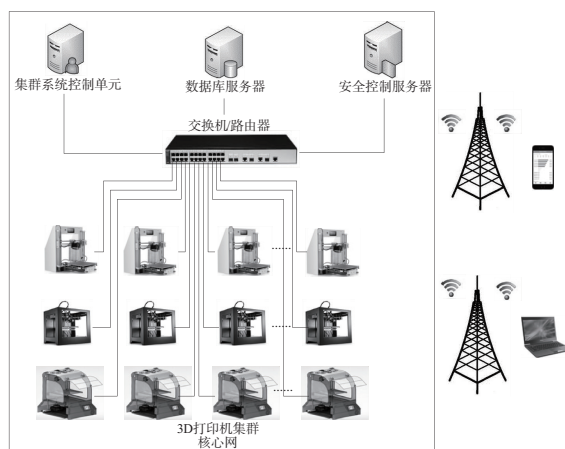 集群系统控制单元
数据库服务器
安全控制服务器
交换机/路由器
3D打印机集群
核心网